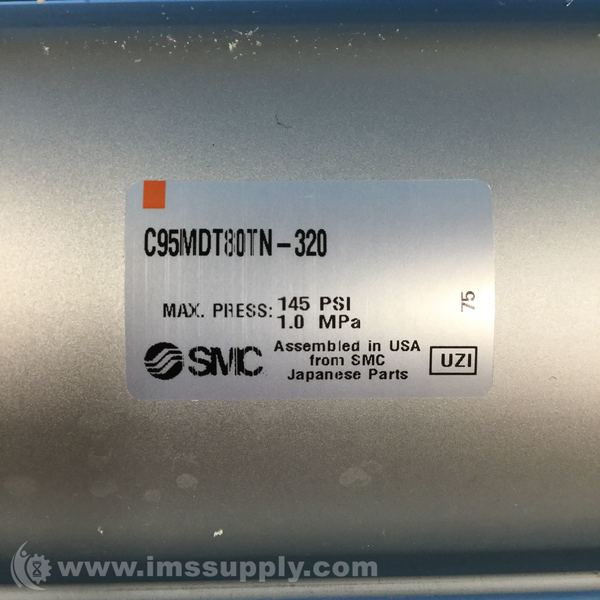 C95MDT80TN-320
MAX. PRESS: 145 PSI
1.0 MPa
75
SMC
Assembled in USA
from SMC
Japanese Parts
UZI
www.imssupply.com